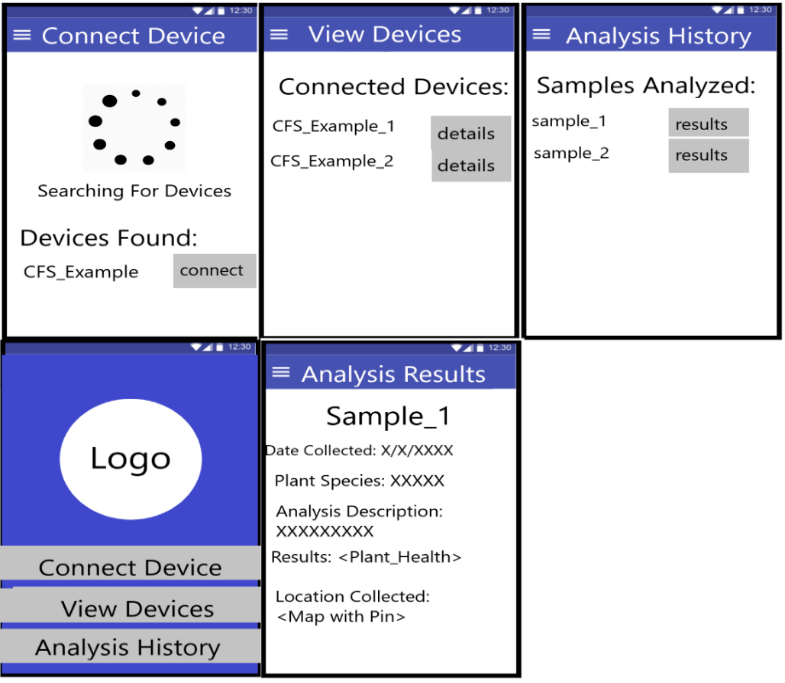 12:30
Connect Device
Searching For Devices
Devices Found:
CFS_Example connect
12:30
View Devices
Connected Devices:
CFS_Example_1 details
CFS_Example_2 details
12:30
Analysis History
Samples Analyzed:
sample_1 results
sample_2 results
12:30
Logo
Connect Device
View Devices
Analysis History
12:30
Analysis Results
Sample_1
Date Collected: X/X/XXXX
Plant Species: XXXXX
Analysis Description:
XXXXXXXXX
Results: <Plant_Health>
Location Collected:
<Map with Pin>